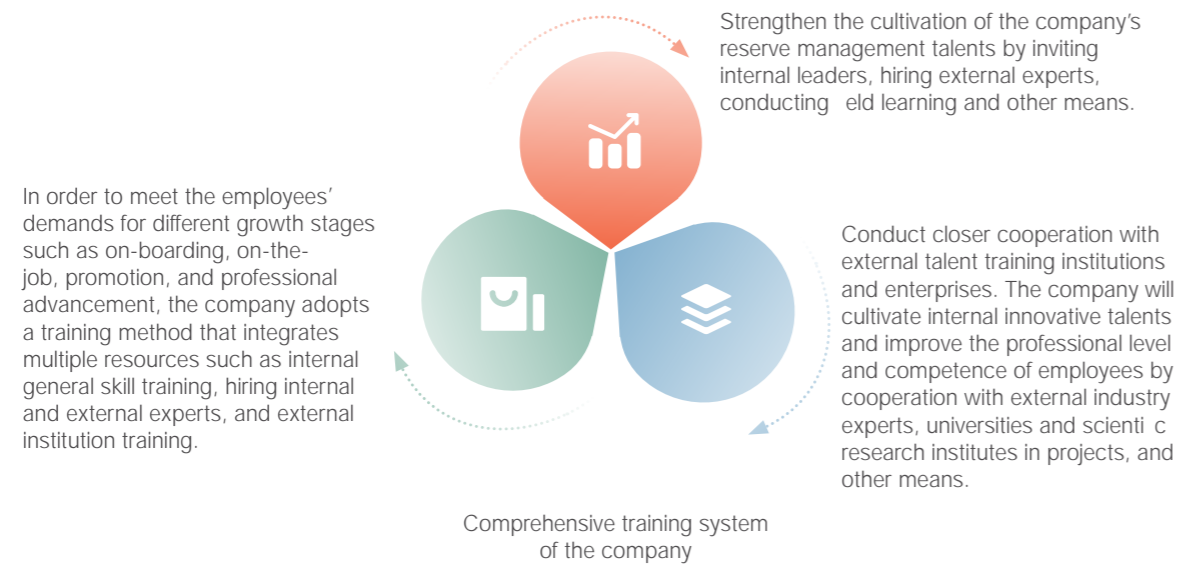 Strengthen the cultivation of the company's
reserve management talents by inviting
internal leaders, hiring external experts,
conducting eld learning and other means.
In order to meet the employees'
demands for different growth stages
such as on-boarding, on-the-
job, promotion, and professional
advancement, the company adopts
a training method that integrates
multiple resources such as internal
general skill training, hiring internal
and external experts, and external
institution training.
Conduct closer cooperation with
external talent training institutions
and enterprises. The company will
cultivate internal innovative talents
and improve the professional level
and competence of employees by
cooperation with external industry
experts, universities and scienti c
research institutes in projects, and
other means.
Comprehensive training system
of the company